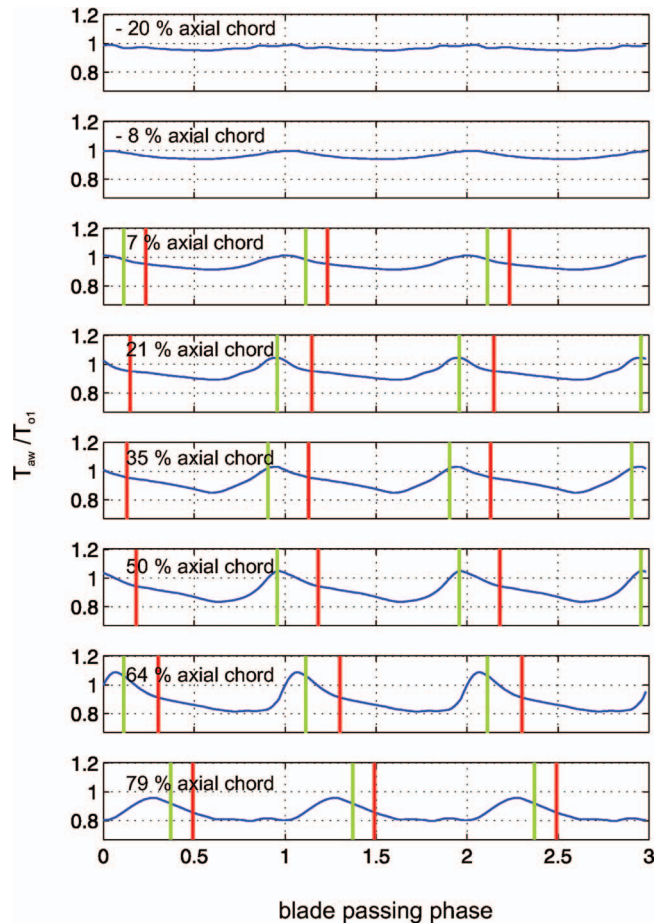 - 20 % axial chord
1.2
1
0.8
- 8 % axial chord
1.2
1
0.8
7 % axial chord
1.2
1
0.8
21 % axial chord
1.2
1
0.8
35 % axial chord
1.2
1
0.8
50 % axial chord
1.2
1
0.8
64 % axial chord
1.2
1
0.8
79 % axial chord
1.2
1
0.8
T_aw /T_o1
0 0.5 1 1.5 2 2.5 3
blade passing phase